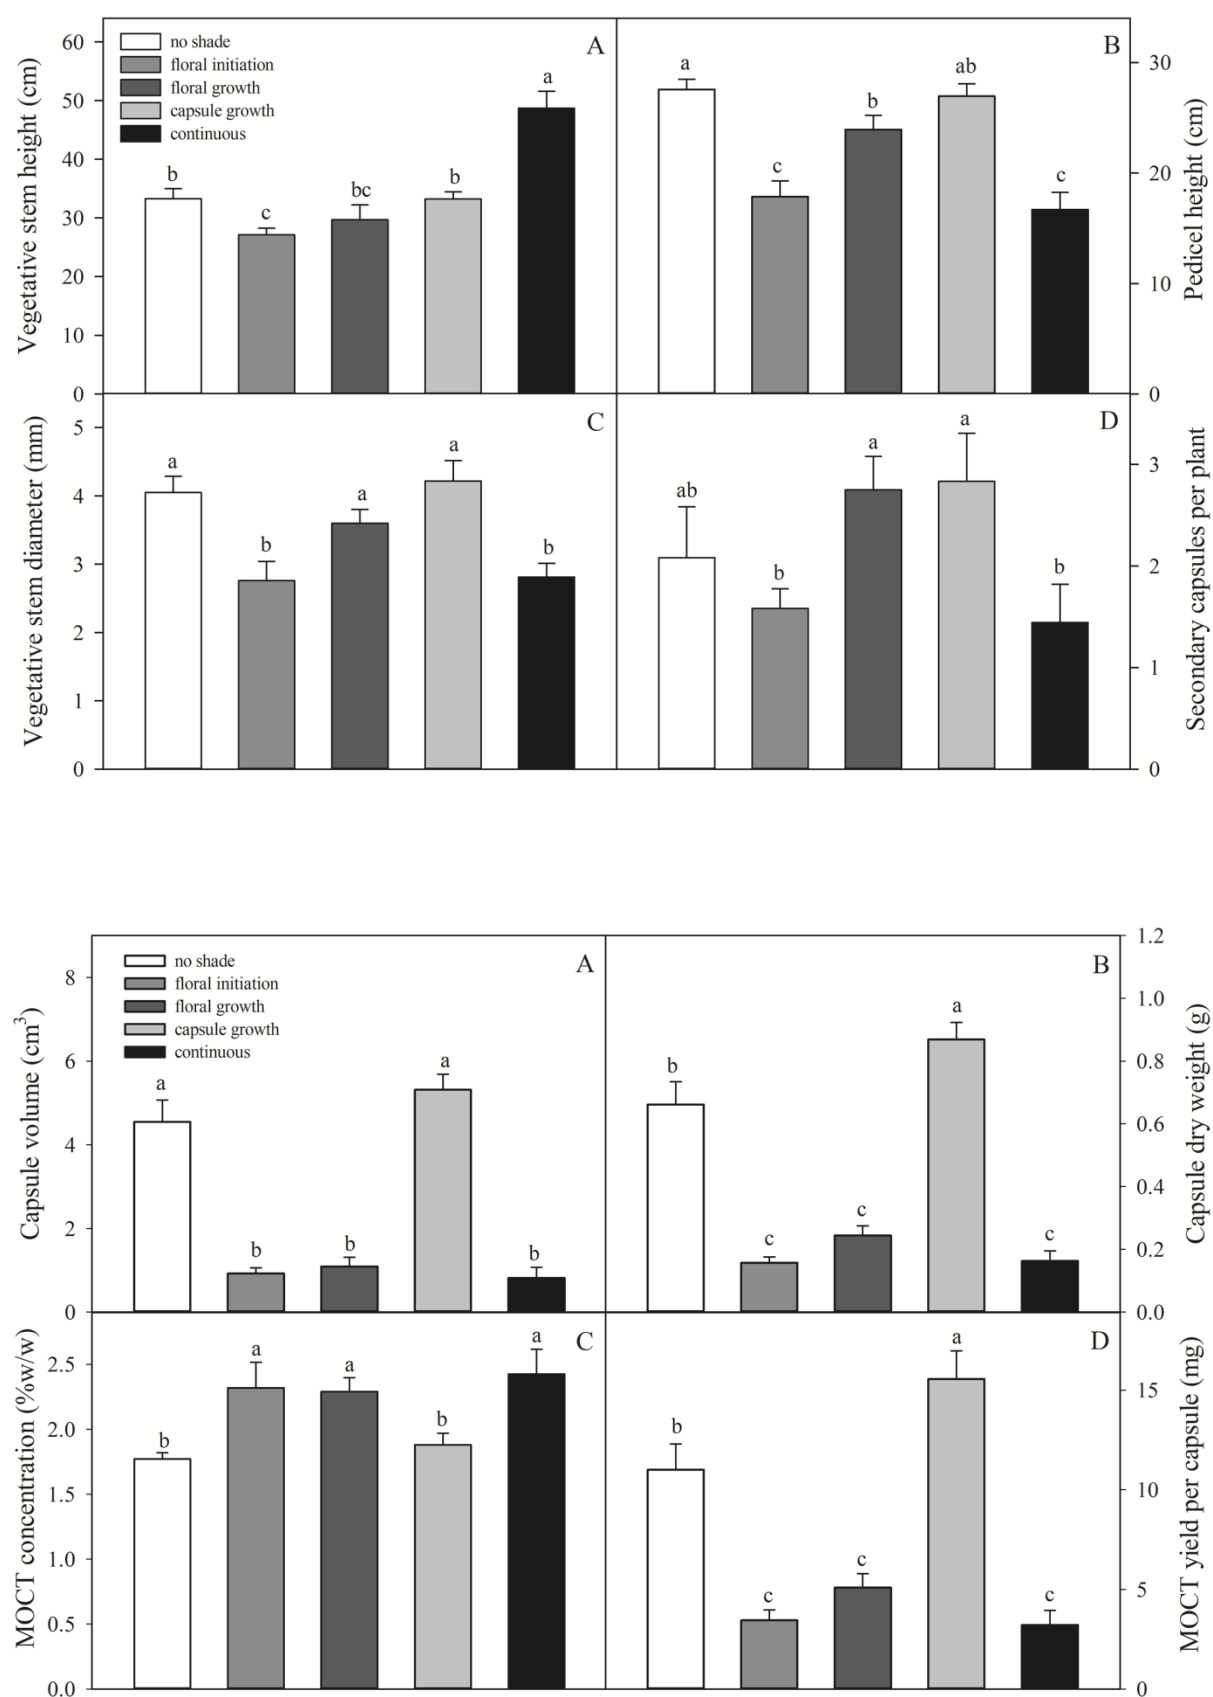 Vegetative stem height (cm)
60
50
40
30
20
10
0
no shade
floral initiation
floral growth
capsule growth
continuous
A
b
c
bc
b
a
B
a
c
b
ab
c
30
20
10
0
Pedicel height (cm)
Vegetative stem diameter (mm)
5
4
3
2
1
0
C
a
b
a
a
b
D
ab
b
a
a
b
3
2
1
0
Secondary capsules per plant
Capsule volume (cm³)
8
6
4
2
0
no shade
floral initiation
floral growth
capsule growth
continuous
A
a
b
b
a
b
B
b
c
c
a
c
1.2
1.0
0.8
0.6
0.4
0.2
0.0
Capsule dry weight (g)
MOCT concentration (%w/w)
2.5
2.0
1.5
1.0
0.5
0.0
C
b
a
a
b
a
D
b
c
c
a
c
15
10
5
0
MOCT yield per capsule (mg)